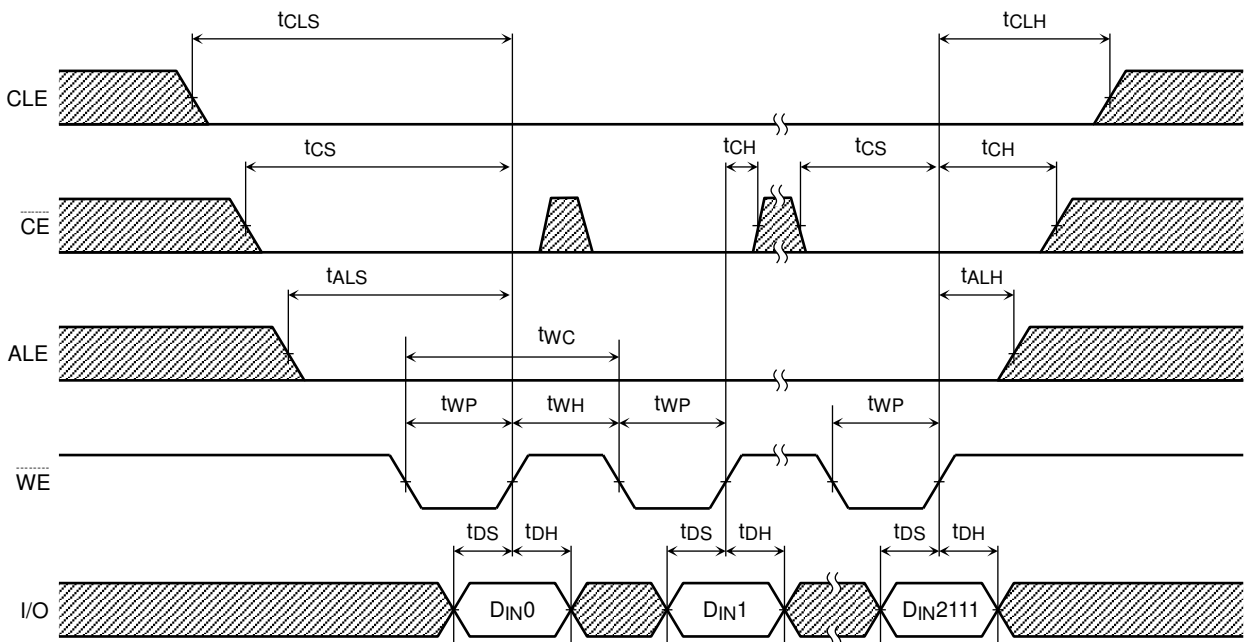 tCLS tCLH
CLE
tCS tCH tCS tCH
CE
tALS tALH
tWC
ALE
tWP tWH tWP tWP
WE
tDS tDH tDS tDH tDS tDH
I/O DIN0 DIN1 DIN2111